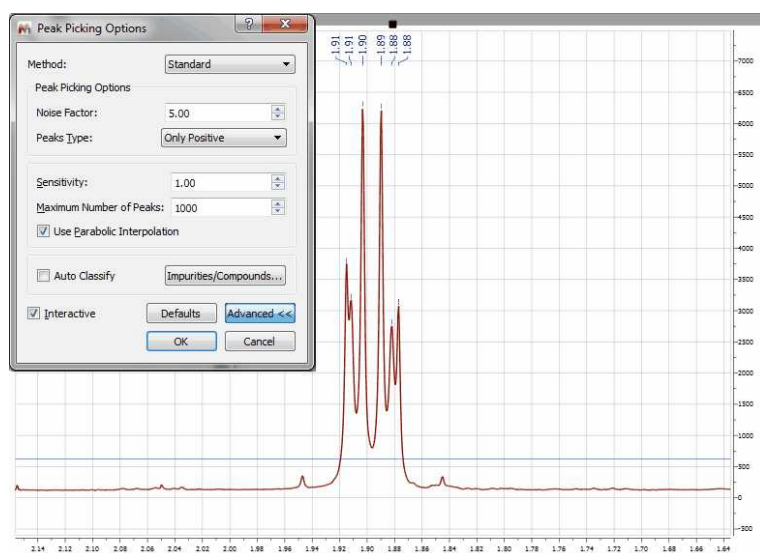 Peak Picking Options
Method: Standard
Peak Picking Options
Noise Factor: 5.00
Peaks Type: Only Positive
Sensitivity: 1.00
Maximum Number of Peaks: 1000
Use Parabolic Interpolation
Auto Classify Impurities/Compounds...
Interactive Defaults Advanced <<
OK Cancel
1.91 1.91 1.90 1.89 1.88 1.88
7000
6500
6000
5500
5000
4500
4000
3500
3000
2500
2000
1500
1000
500
0
-500
2.14 2.12 2.10 2.08 2.06 2.04 2.02 2.00 1.98 1.96 1.94 1.92 1.90 1.88 1.86 1.84 1.82 1.80 1.78 1.76 1.74 1.72 1.70 1.68 1.66 1.64